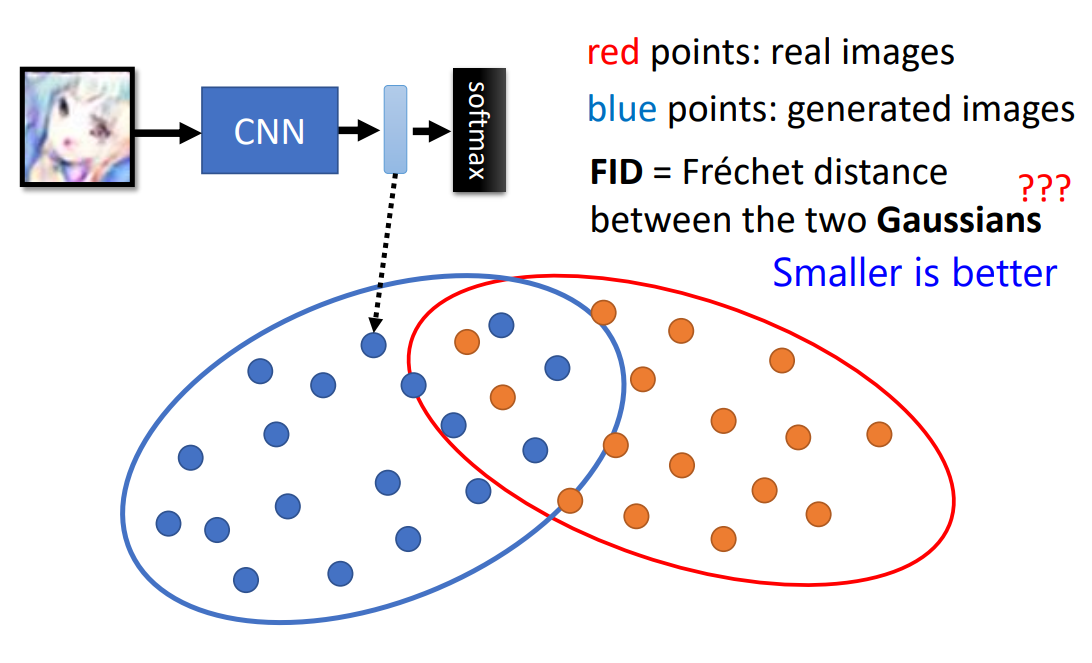 CNN
softmax
red points: real images
blue points: generated images
FID = Fréchet distance
???
between the two Gaussians
Smaller is better